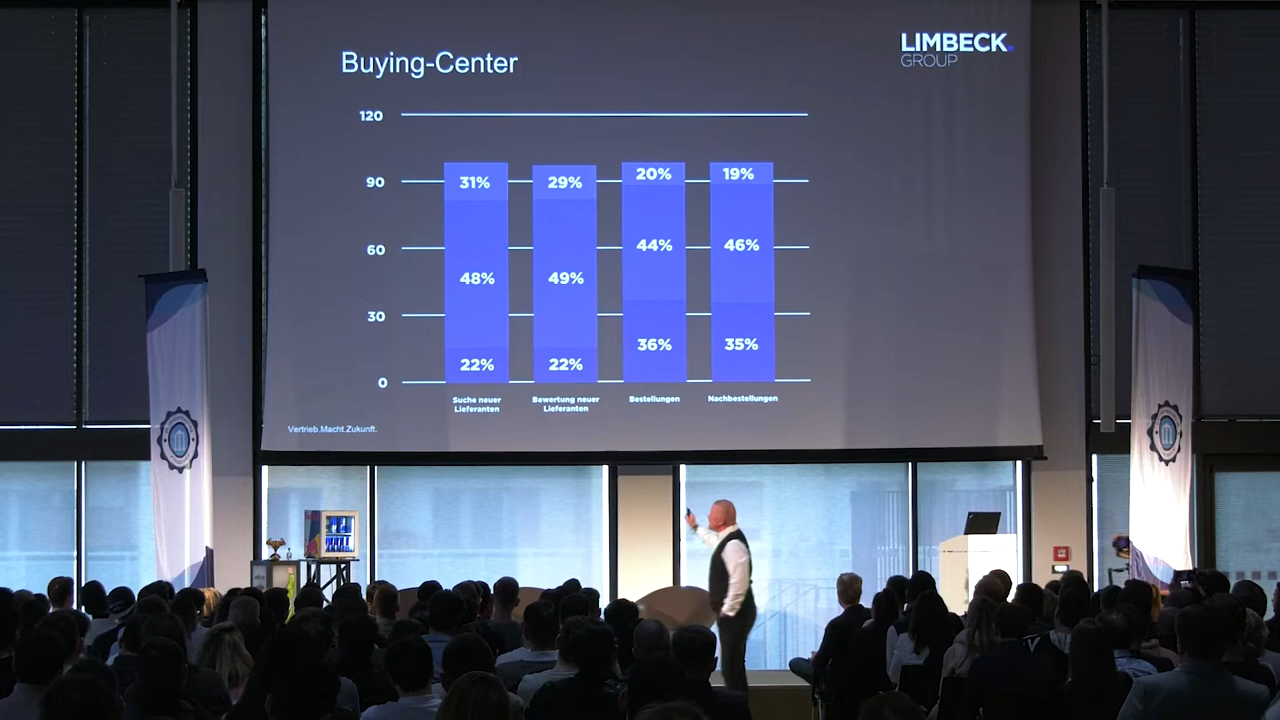 LIMBECK.
GROUP
Buying-Center
120
90
60
30
0
31%
48%
22%
29%
49%
22%
20%
44%
36%
19%
46%
35%
Suche neuer
Lieferanten
Bewertung neuer
Lieferanten
Bestellungen
Nachbestellungen
Vertrieb.Macht.Zukunft.